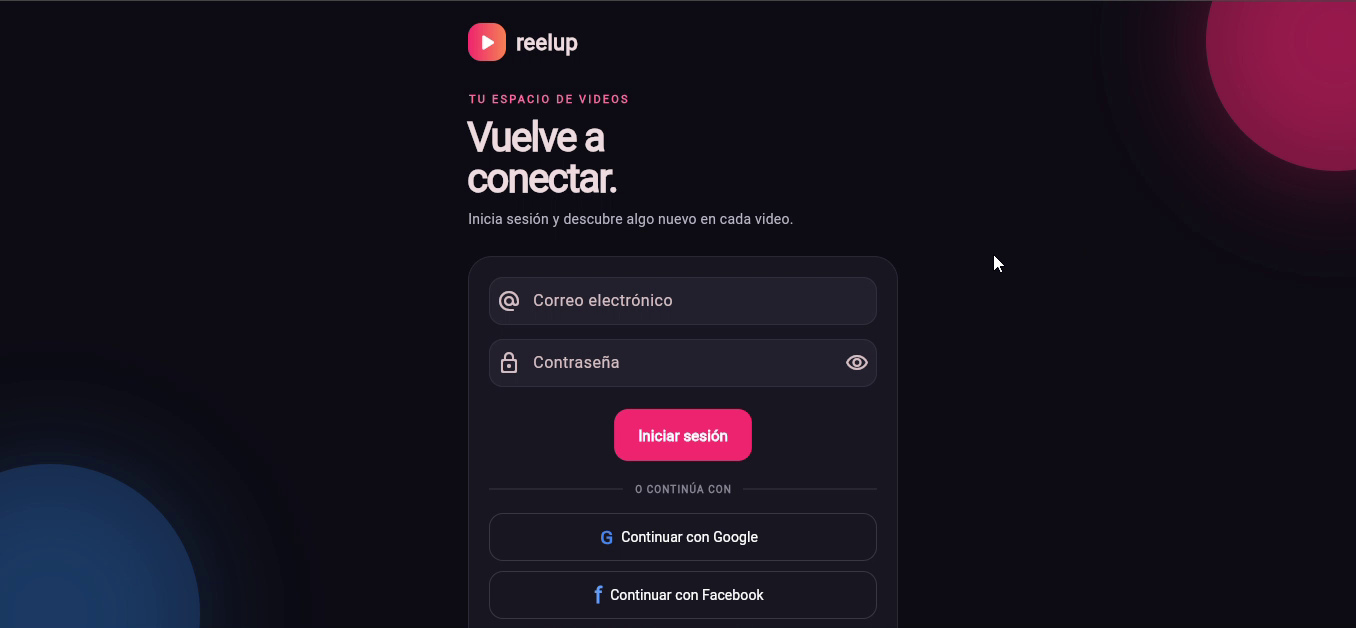 reelup
TU ESPACIO DE VIDEOS
Vuelve a
conectar.
Inicia sesión y descubre algo nuevo en cada video.
Correo electrónico
Contraseña
Iniciar sesión
O CONTINÚA CON
G Continuar con Google
f Continuar con Facebook